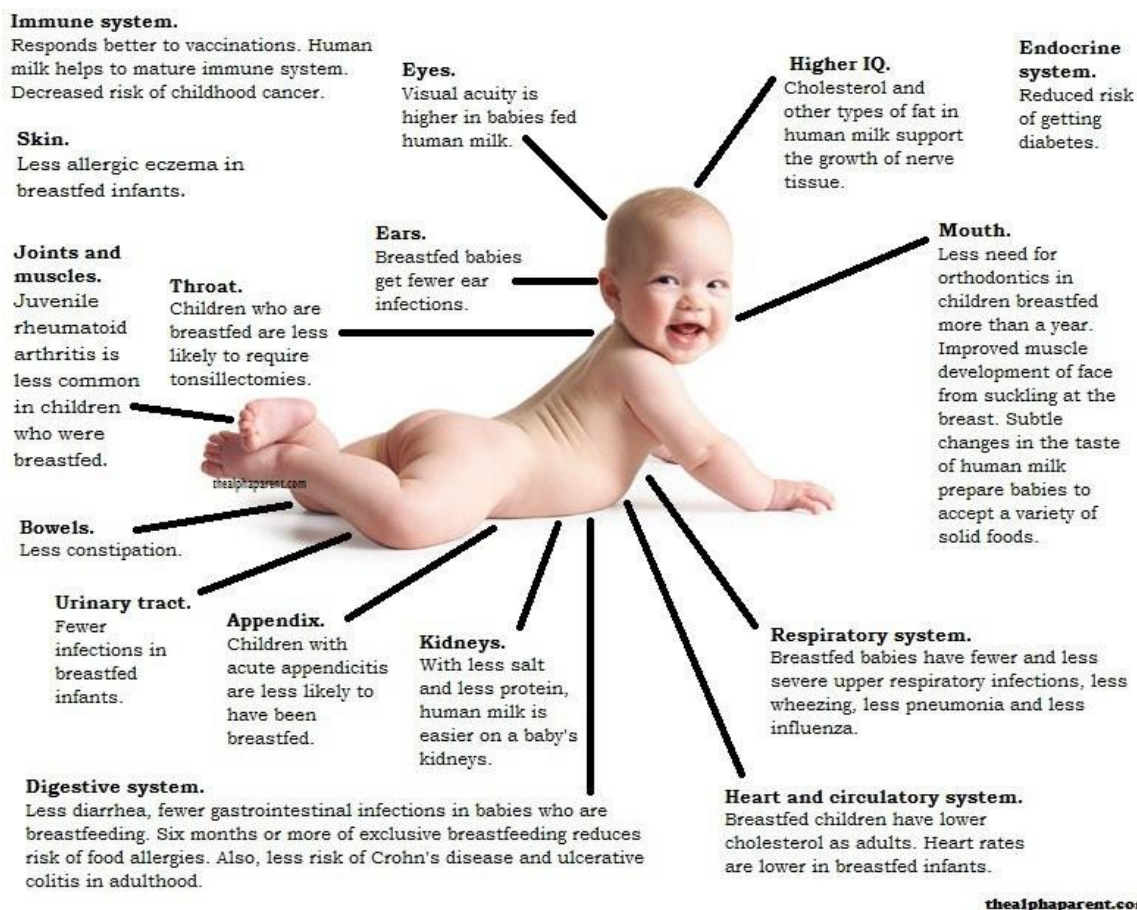 Immune system.
Responds better to vaccinations. Human
milk helps to mature immune system.
Decreased risk of childhood cancer.
Skin.
Less allergic eczema in
breastfed infants.
Eyes.
Visual acuity is
higher in babies fed
human milk.
Higher IQ.
Cholesterol and
other types of fat in
human milk support
the growth of nerve
tissue.
Endocrine
system.
Reduced risk
of getting
diabetes.
Joints and
muscles.
Juvenile
rheumatoid
arthritis is
less common
in children
who were
breastfed.
Throat.
Children who are
breastfed are less
likely to require
tonsillectomies.
Ears.
Breastfed babies
get fewer ear
infections.
Mouth.
Less need for
orthodontics in
children breastfed
more than a year.
Improved muscle
development of face
from suckling at the
breast. Subtle
changes in the taste
of human milk
prepare babies to
accept a variety of
solid foods.
thealphaparent.com
Bowels.
Less constipation.
Urinary tract.
Fewer
infections in
breastfed
infants.
Appendix.
Children with
acute appendicitis
are less likely to
have been
breastfed.
Kidneys.
With less salt
and less protein,
human milk is
easier on a baby's
kidneys.
Respiratory system.
Breastfed babies have fewer and less
severe upper respiratory infections, less
wheezing, less pneumonia and less
influenza.
Digestive system.
Less diarrhea, fewer gastrointestinal infections in babies who are
breastfeeding. Six months or more of exclusive breastfeeding reduces
risk of food allergies. Also, less risk of Crohn's disease and ulcerative
colitis in adulthood.
Heart and circulatory system.
Breastfed children have lower
cholesterol as adults. Heart rates
are lower in breastfed infants.
thealphaparent.com